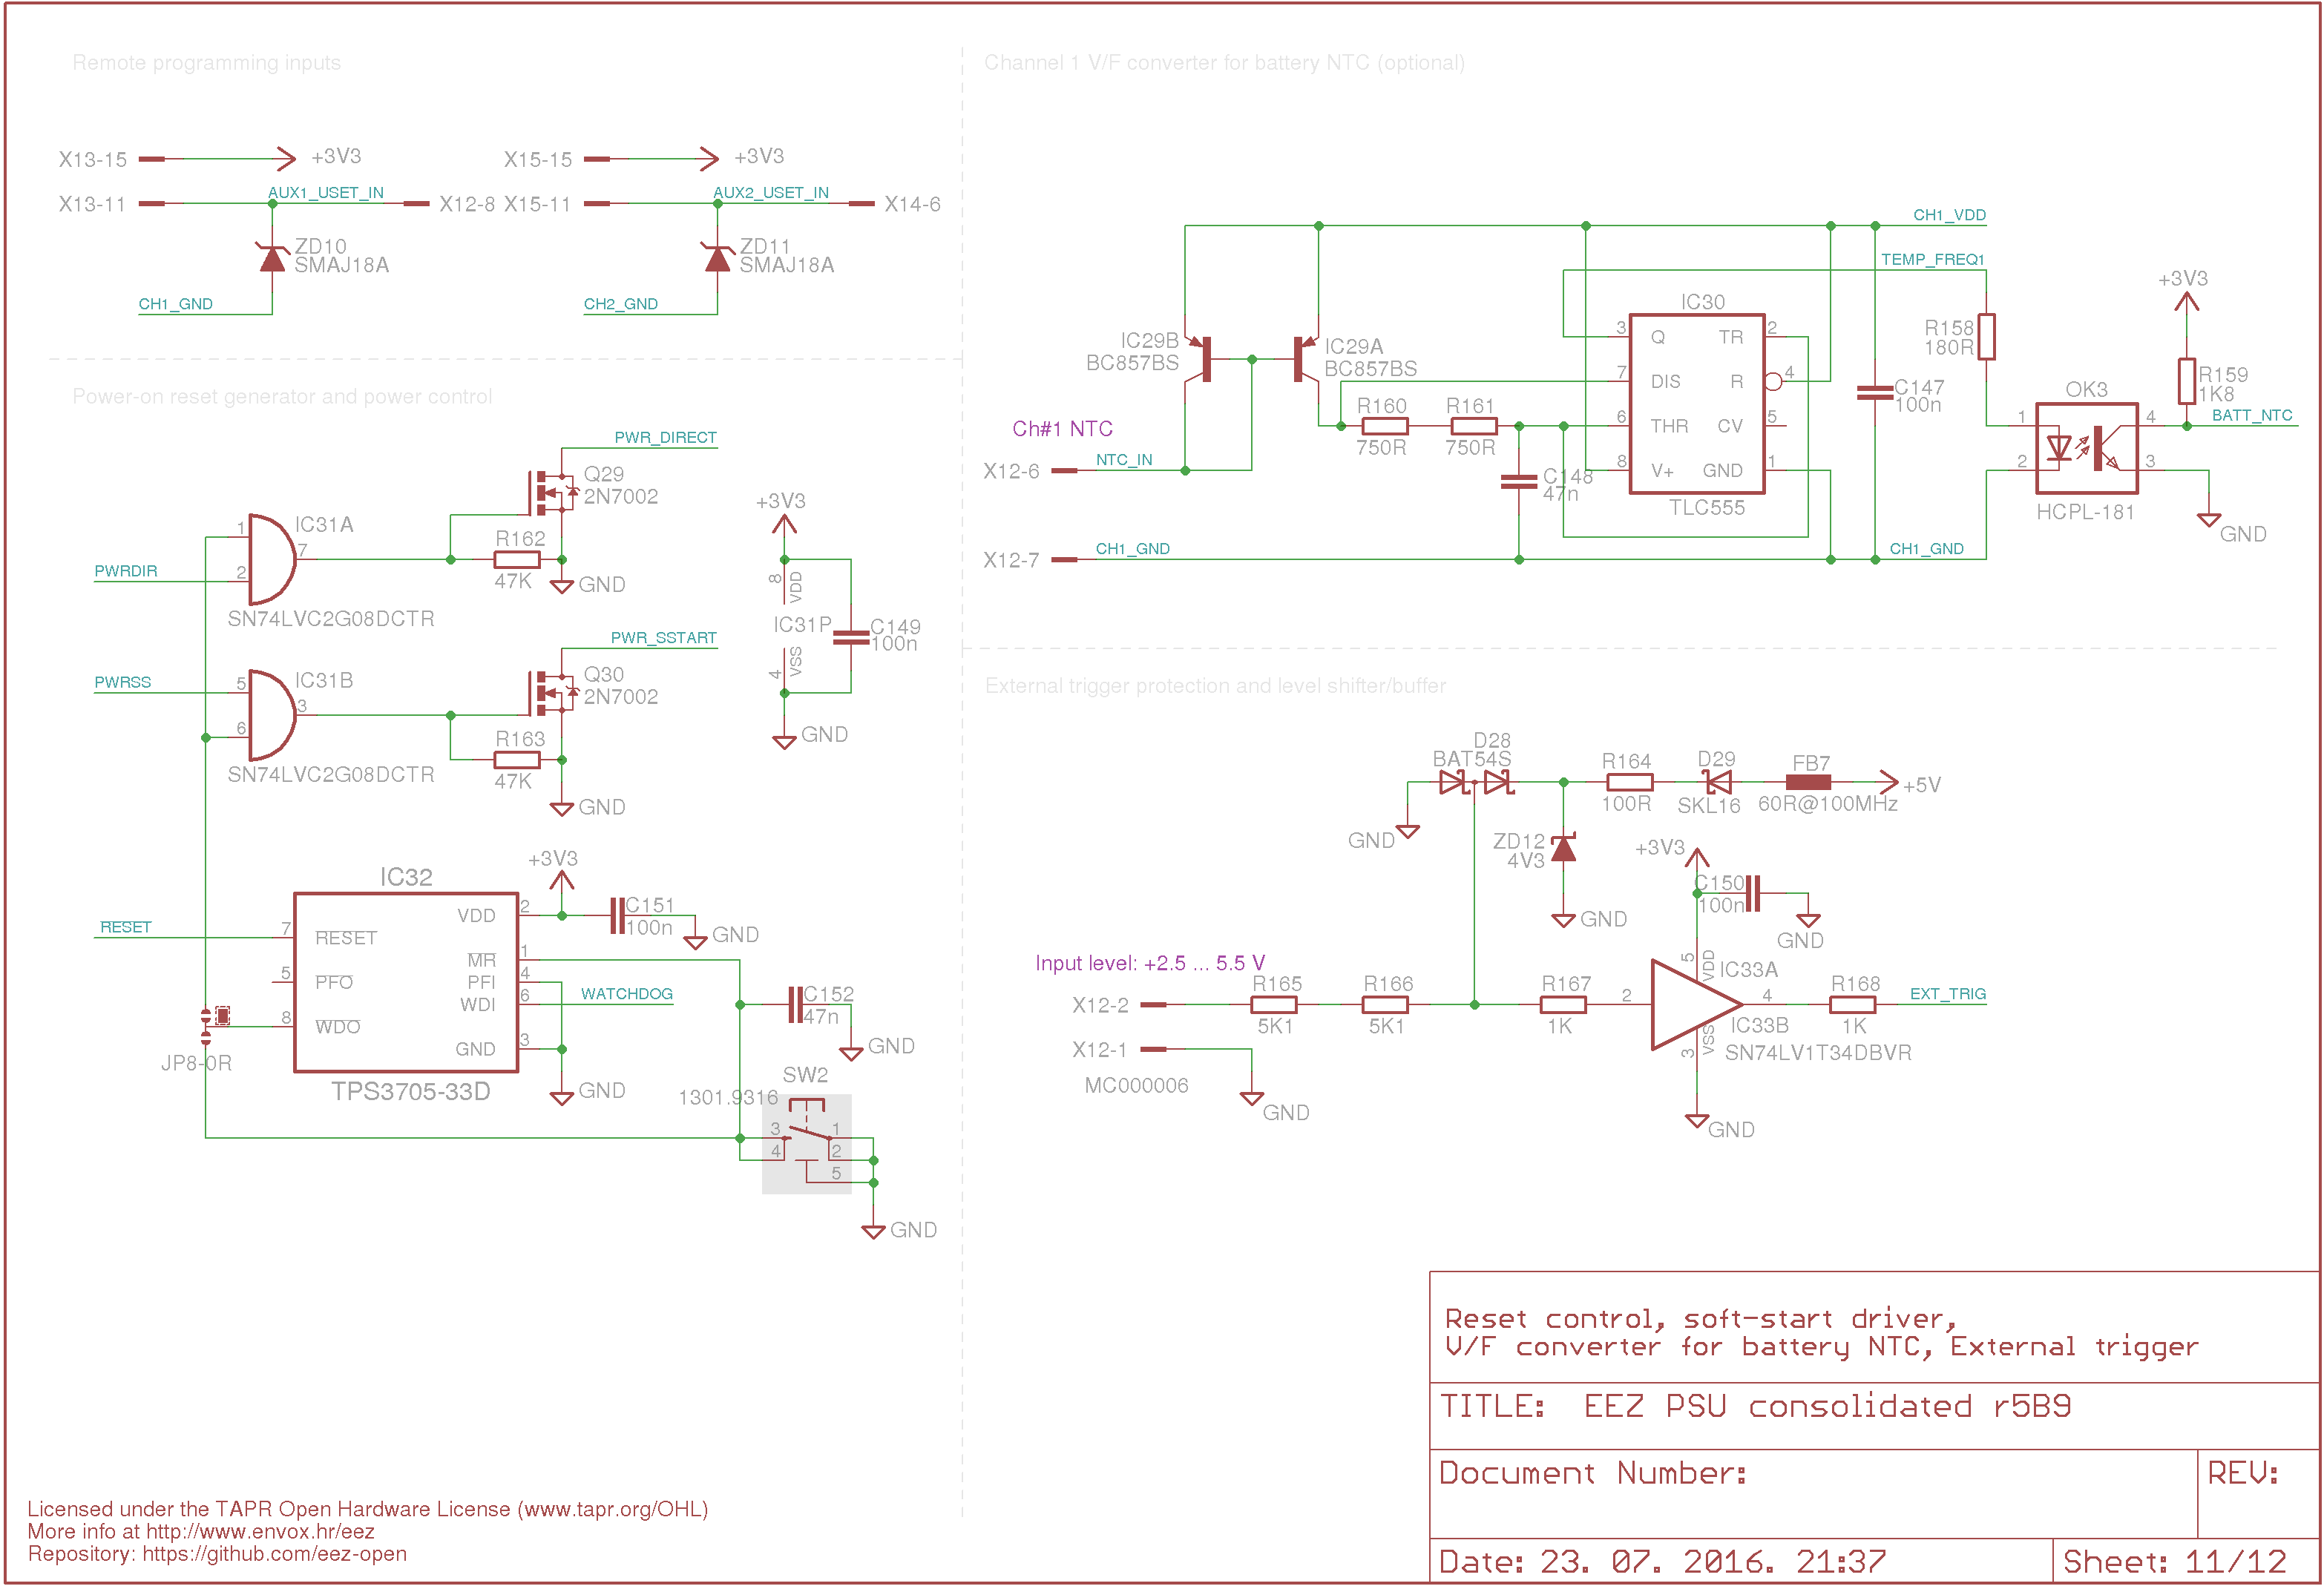 Remote programming inputs
X13-15
+3V3
X15-15
+3V3
X13-11
AUX1_USET_IN
X12-8
X15-11
AUX2_USET_IN
X14-6
ZD10
SMAJ18A
ZD11
SMAJ18A
CH1_GND
CH2_GND
Power-on reset generator and power control
PWR_DIRECT
Q29
2N7002
IC31A
1
7
2
PWRDIR
R162
47K
GND
SN74LVC2G08DCTR
+3V3
8
VDD
IC31P
C149
100n
4
VSS
GND
PWR_SSTART
Q30
2N7002
PWRSS
IC31B
5
3
6
R163
47K
GND
SN74LVC2G08DCTR
+3V3
IC32
RESET
7
RESET
5
PFO
8
WDO
VDD
2
MR
1
PFI
4
WDI
6
GND
3
TPS3705-33D
C151
100n
GND
WATCHDOG
C152
47n
GND
GND
JP8-0R
SW2
1301.9316
3
1
4
2
5
GND
Channel 1 V/F converter for battery NTC (optional)
CH1_VDD
TEMP_FREQ1
+3V3
IC29B
BC857BS
IC29A
BC857BS
IC30
3
Q
TR
2
7
DIS
R
4
6
THR
CV
5
8
V+
GND
1
TLC555
R158
180R
R159
1K8
C147
100n
OK3
1
4
2
3
HCPL-181
BATT_NTC
GND
Ch#1 NTC
X12-6
NTC_IN
R160
750R
R161
750R
C148
47n
X12-7
CH1_GND
CH1_GND
External trigger protection and level shifter/buffer
D28
BAT54S
R164
100R
D29
SKL16
FB7
60R@100MHz
+5V
GND
ZD12
4V3
GND
+3V3
C150
100n
GND
Input level: +2.5 ... 5.5 V
X12-2
R165
5K1
R166
5K1
R167
1K
2
5
VDD
IC33A
4
IC33B
3
VSS
SN74LV1T34DBVR
R168
1K
EXT_TRIG
X12-1
MC000006
GND
GND
Reset control, soft-start driver,
V/F converter for battery NTC, External trigger
TITLE: EEZ PSU consolidated r5B9
Document Number:
REV:
Date: 23. 07. 2016. 21:37
Sheet: 11/12
Licensed under the TAPR Open Hardware License (www.tapr.org/OHL)
More info at http://www.envox.hr/eez
Repository: https://github.com/eez-open